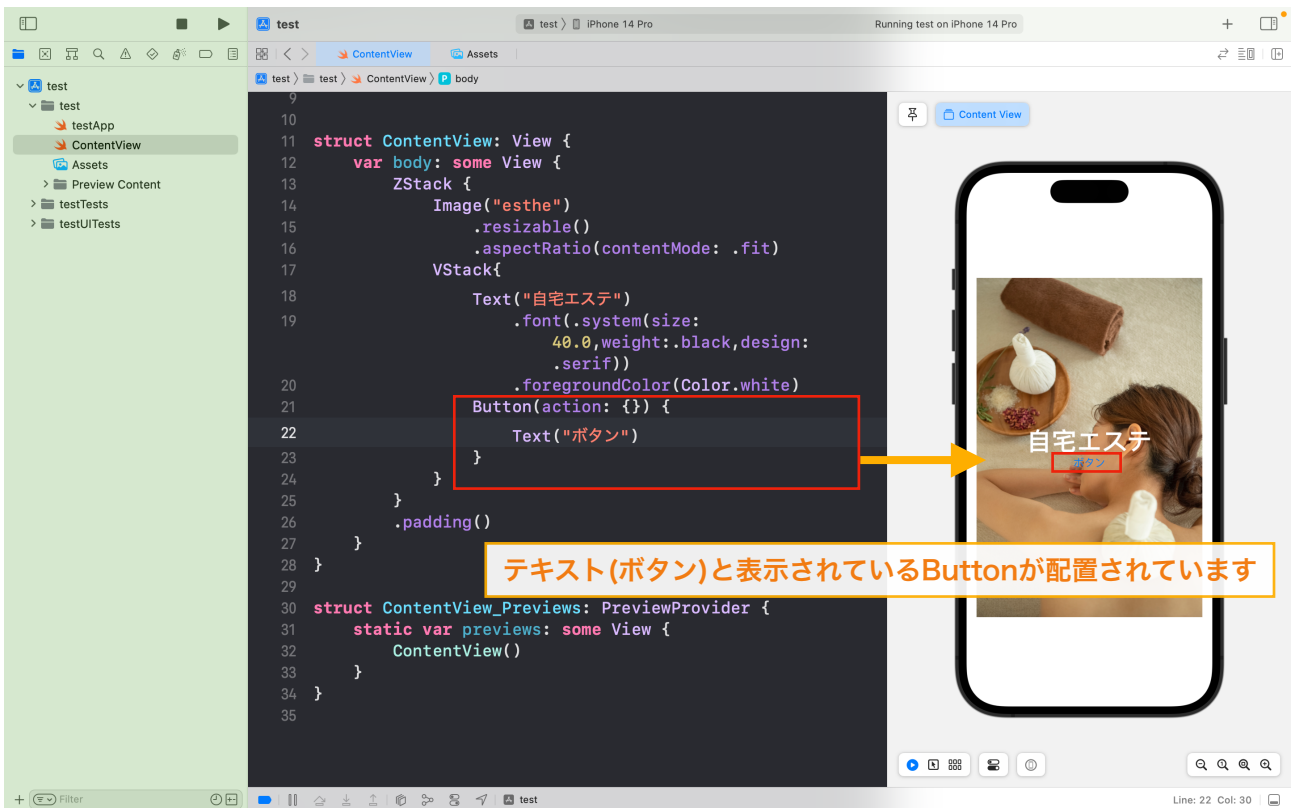 test
test 〉 iPhone 14 Pro
Running test on iPhone 14 Pro
ContentView
Assets
test 〉 test 〉 ContentView 〉 P body
test
test
testApp
ContentView
Assets
Preview Content
testTests
testUITests
9
10
11 struct ContentView: View {
12 var body: some View {
13 ZStack {
14 Image("esthe")
15 .resizable()
16 .aspectRatio(contentMode: .fit)
17 VStack{
18 Text("自宅エステ")
19 .font(.system(size:
40.0,weight:.black,design:
.serif))
20 .foregroundColor(Color.white)
21 Button(action: {}) {
22 Text("ボタン")
23 }
24 }
25 }
26 .padding()
27 }
28 }
29
30 struct ContentView_Previews: PreviewProvider {
31 static var previews: some View {
32 ContentView()
33 }
34 }
35
Content View
自宅エステ
ボタン
テキスト(ボタン)と表示されているButtonが配置されています
Filter
test
Line: 22 Col: 30